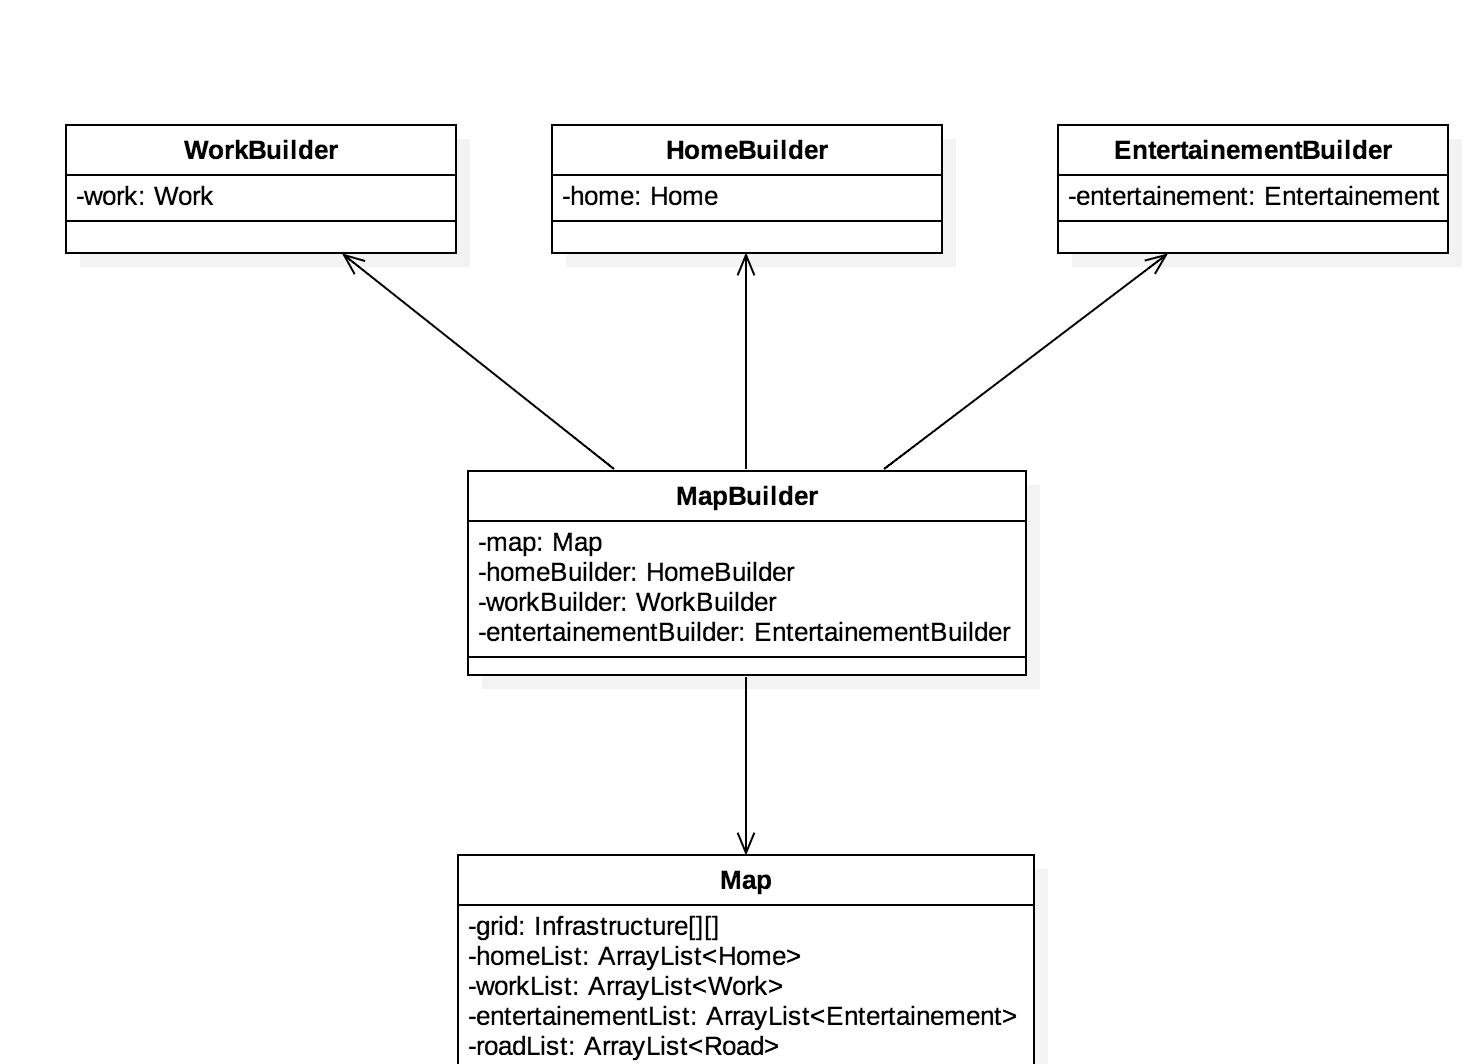 WorkBuilder
-work: Work
HomeBuilder
-home: Home
EntertainementBuilder
-entertainement: Entertainement
MapBuilder
-map: Map
-homeBuilder: HomeBuilder
-workBuilder: WorkBuilder
-entertainementBuilder: EntertainementBuilder
Map
-grid: Infrastructure[][]
-homeList: ArrayList<Home>
-workList: ArrayList<Work>
-entertainementList: ArrayList<Entertainement>
-roadList: ArrayList<Road>